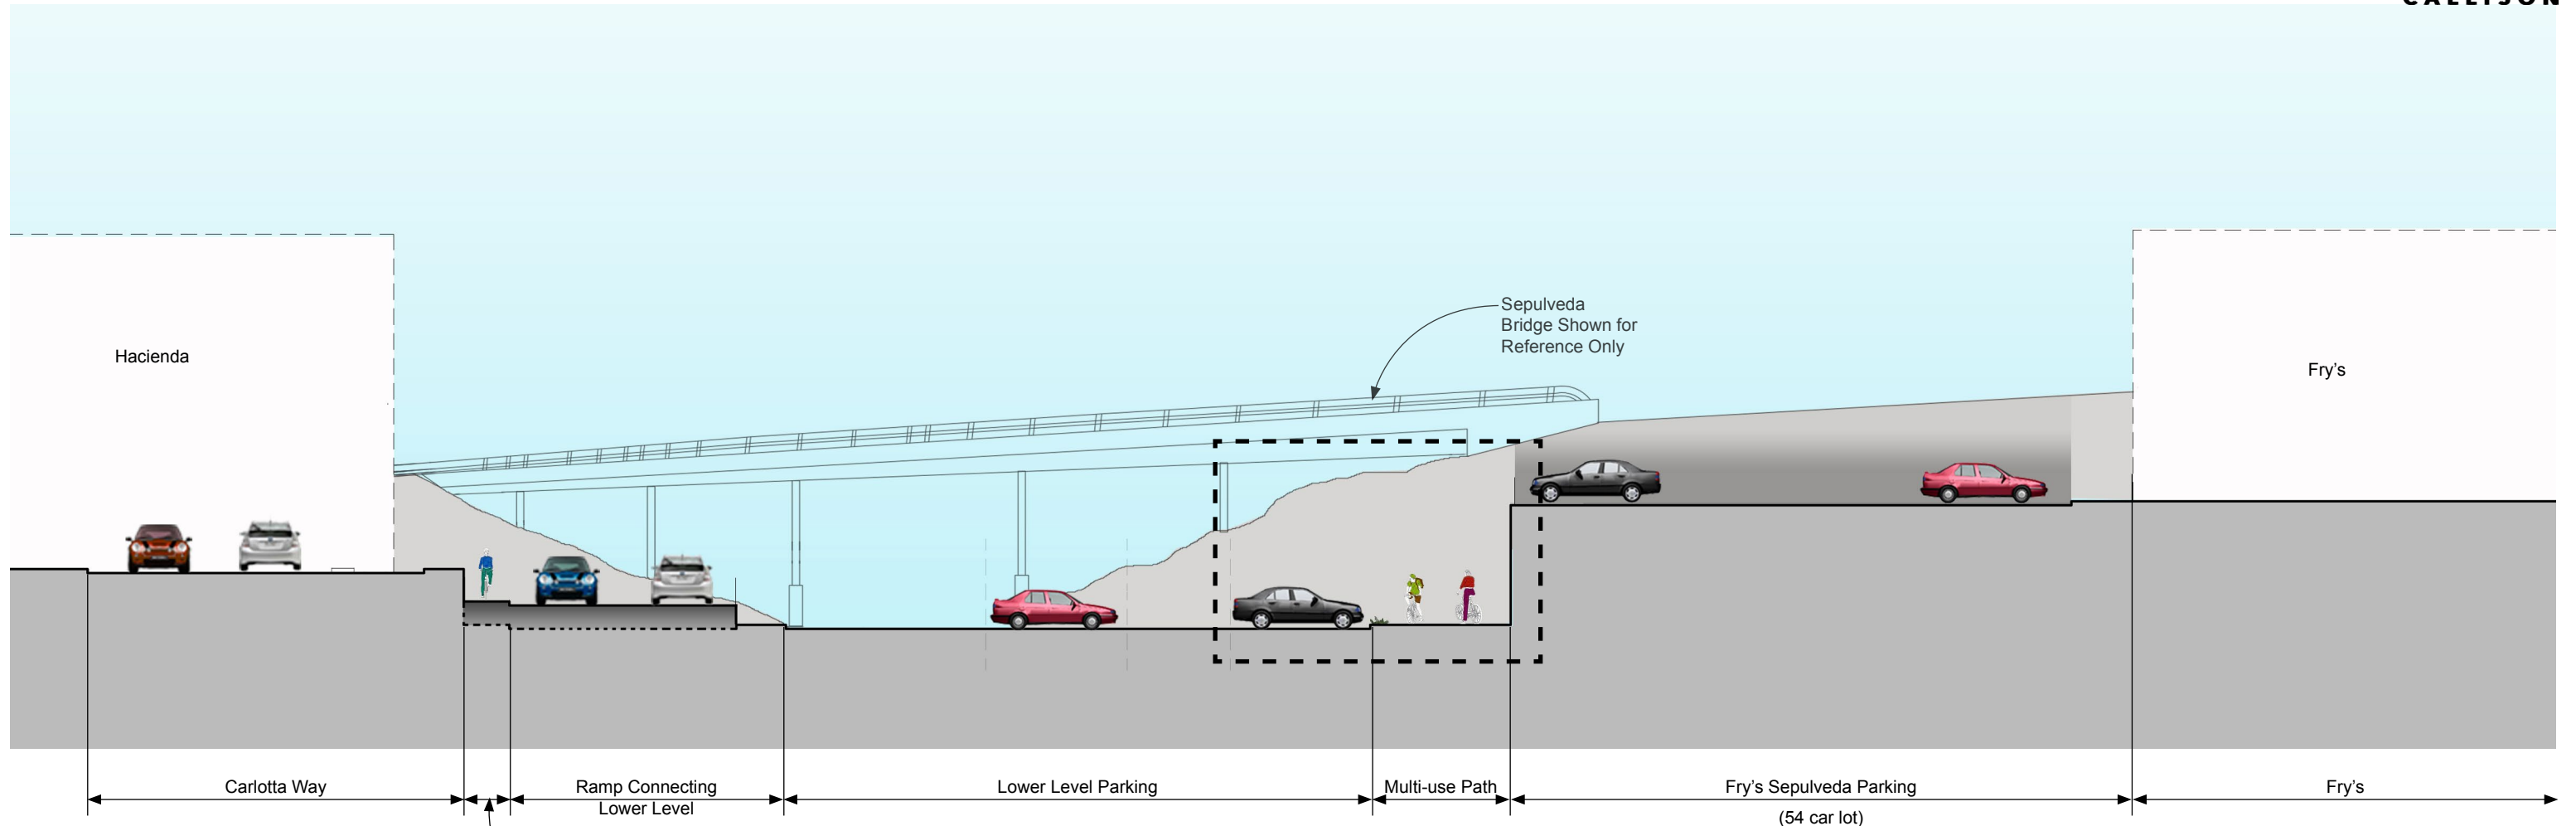 CALLISON
Sepulveda
Bridge Shown for
Reference Only
Hacienda
Fry's
Carlotta Way
Ramp Connecting
Lower Level
Lower Level Parking
Multi-use Path
Fry's Sepulveda Parking
(54 car lot)
Fry's